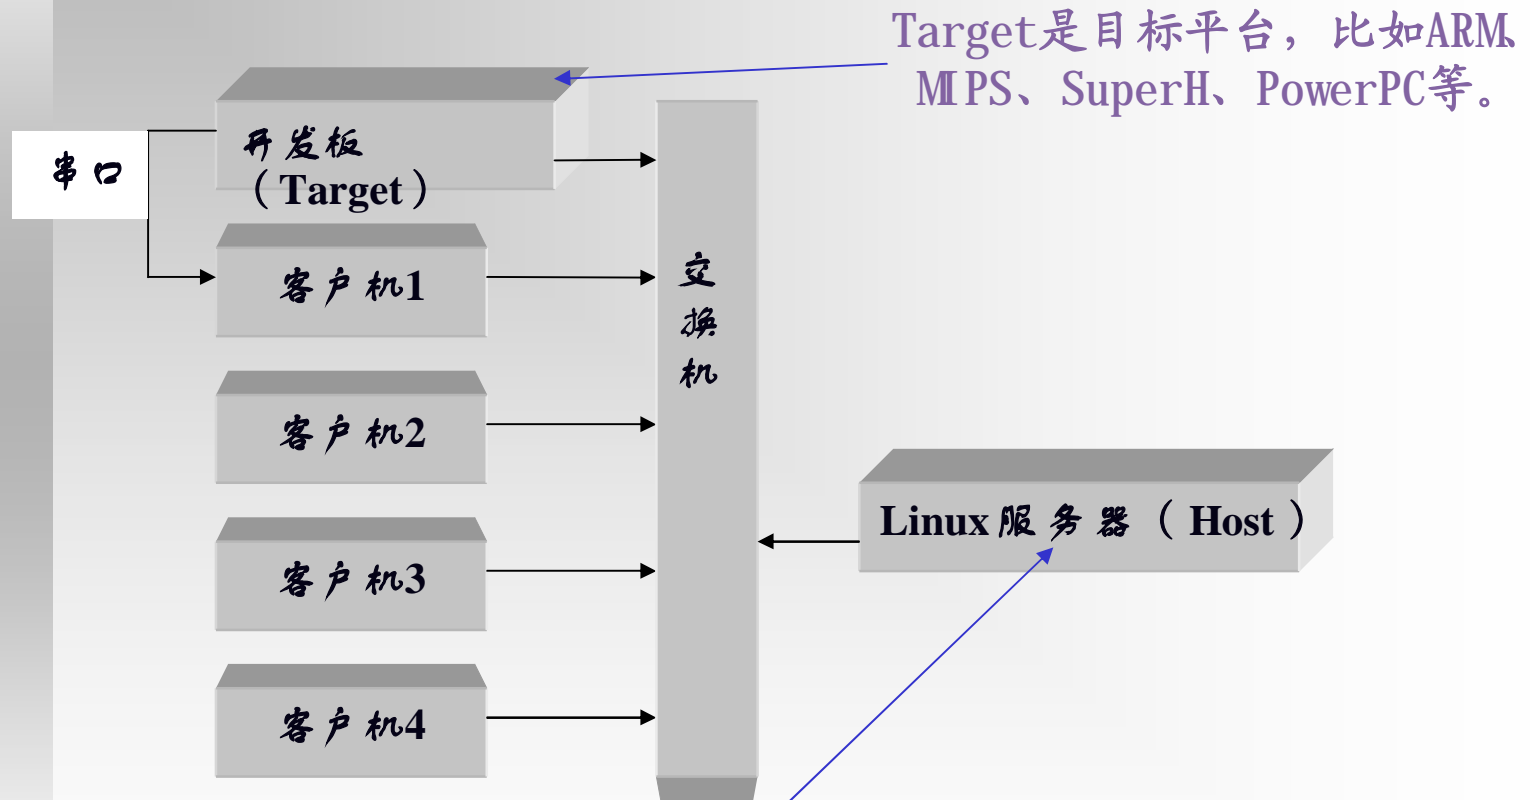 Target是目标平台，比如ARM、
MIPS、SuperH、PowerPC等。
开发板
（Target）
串口
客户机1
交
换
机
客户机2
Linux服务器（Host）
客户机3
客户机4